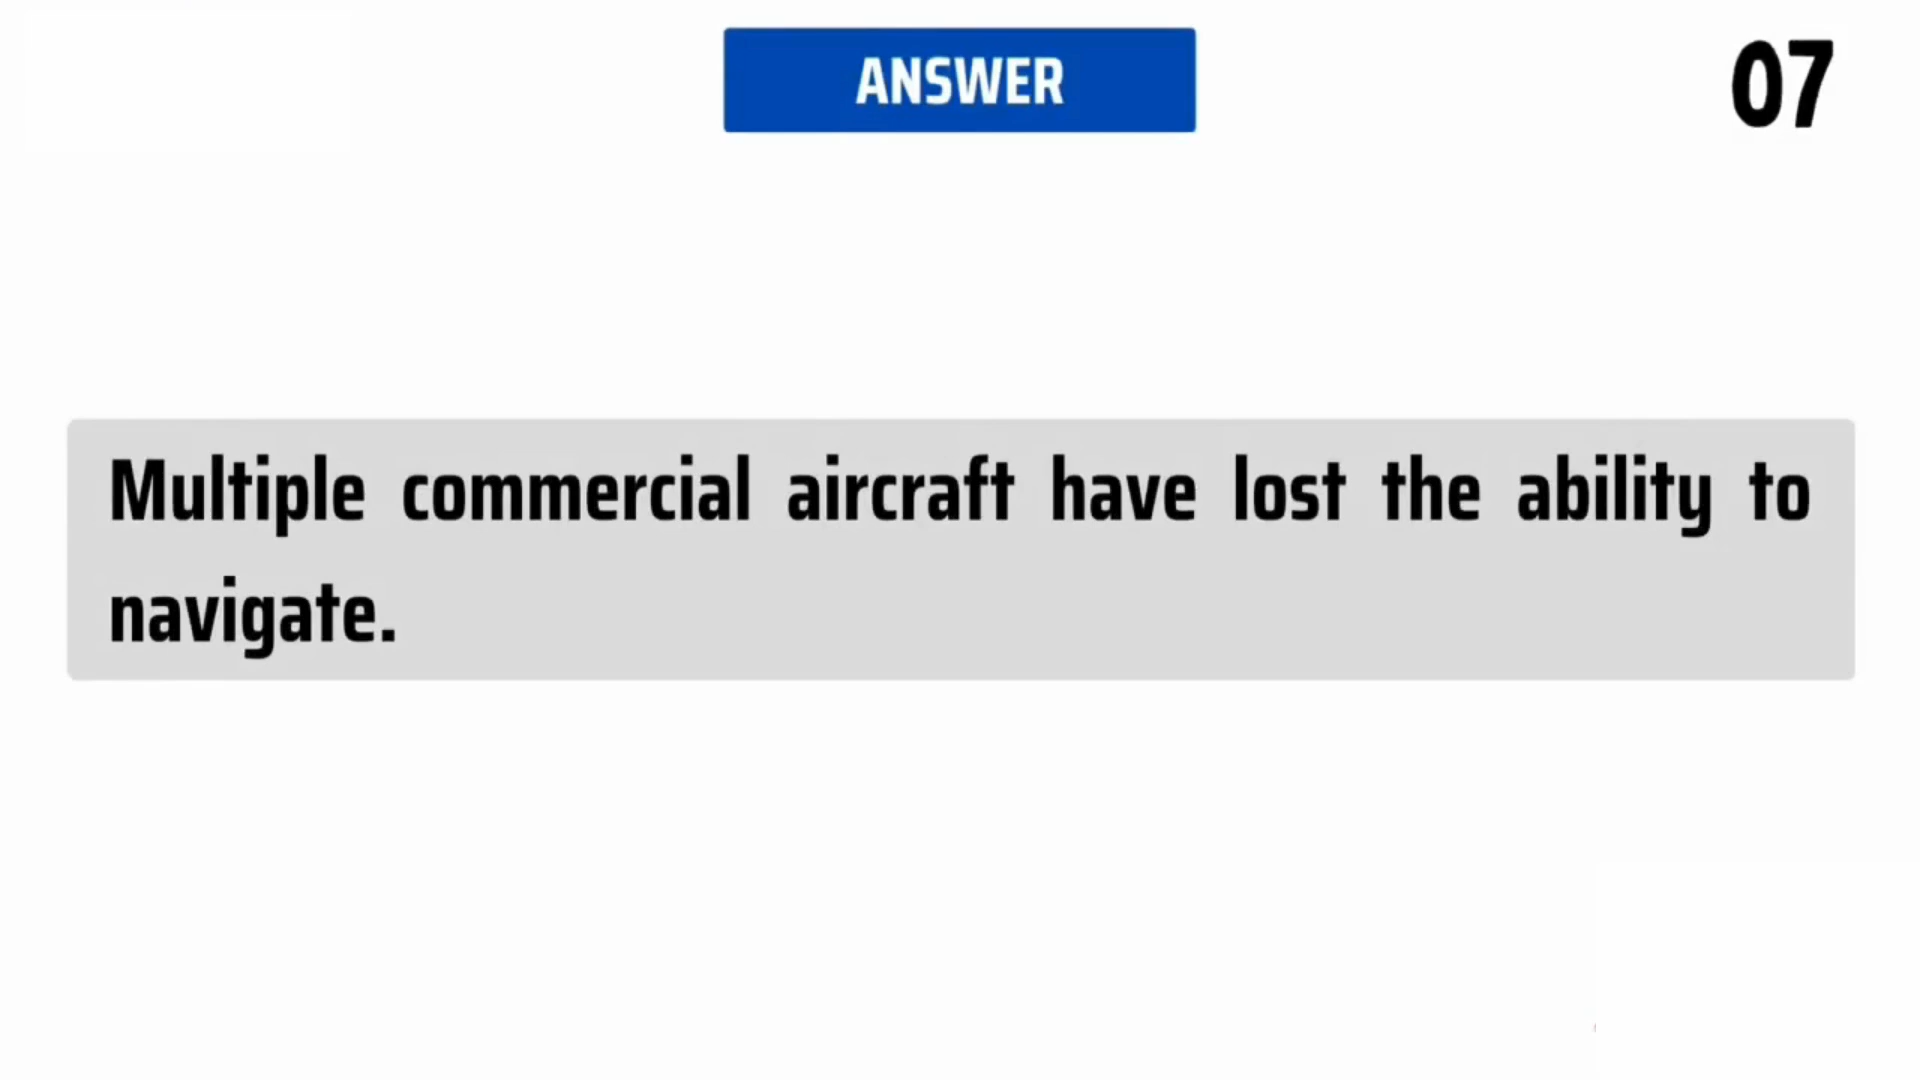 ANSWER
07
Multiple commercial aircraft have lost the ability to
navigate.